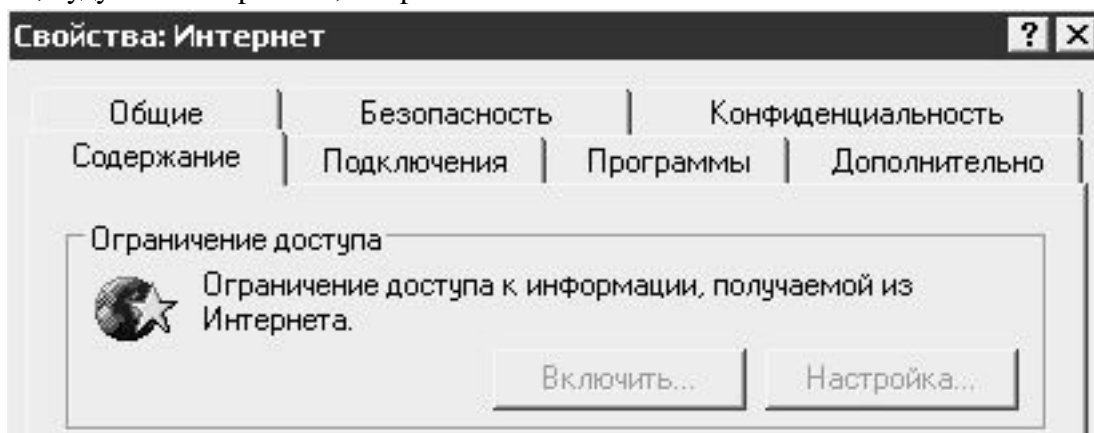 Свойства: Интернет ? ×
Общие Безопасность Конфиденциальность
Содержание Подключения Программы Дополнительно
Ограничение доступа
Ограничение доступа к информации, получаемой из
Интернета.
Включить... Настройка...